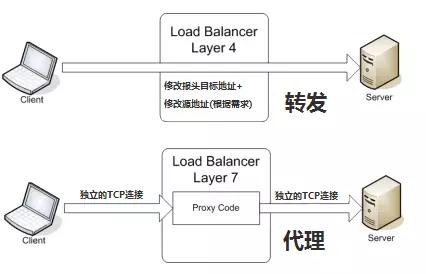 Load Balancer
Layer 4
修改报头目标地址+
修改源地址(根据需求)
转发
Client
Server
Load Balancer
Layer 7
独立的TCP连接
Proxy Code
独立的TCP连接
代理
Client
Server